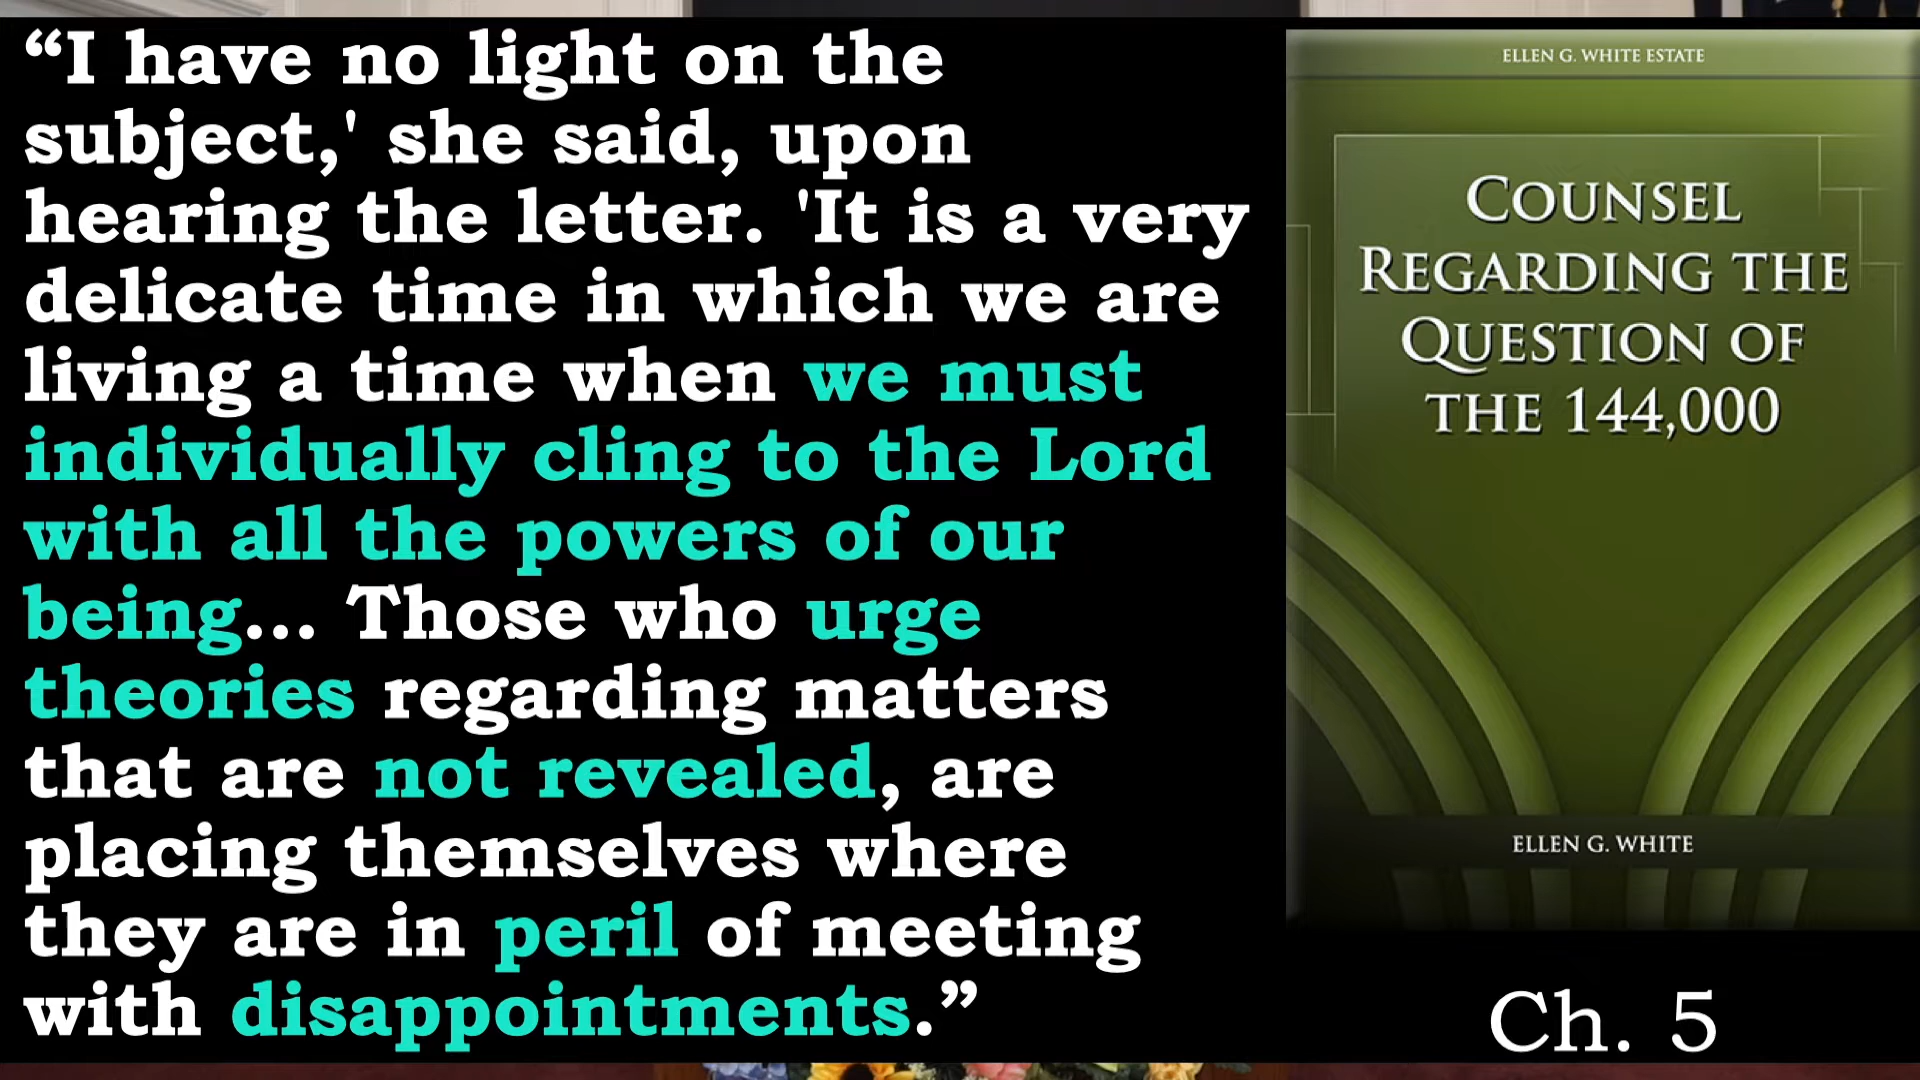 “I have no light on the
subject,' she said, upon
hearing the letter. 'It is a very
delicate time in which we are
living a time when we must
individually cling to the Lord
with all the powers of our
being... Those who urge
theories regarding matters
that are not revealed, are
placing themselves where
they are in peril of meeting
with disappointments.”
ELLEN G. WHITE ESTATE
COUNSEL
REGARDING THE
QUESTION OF
THE 144,000
ELLEN G. WHITE
Ch. 5